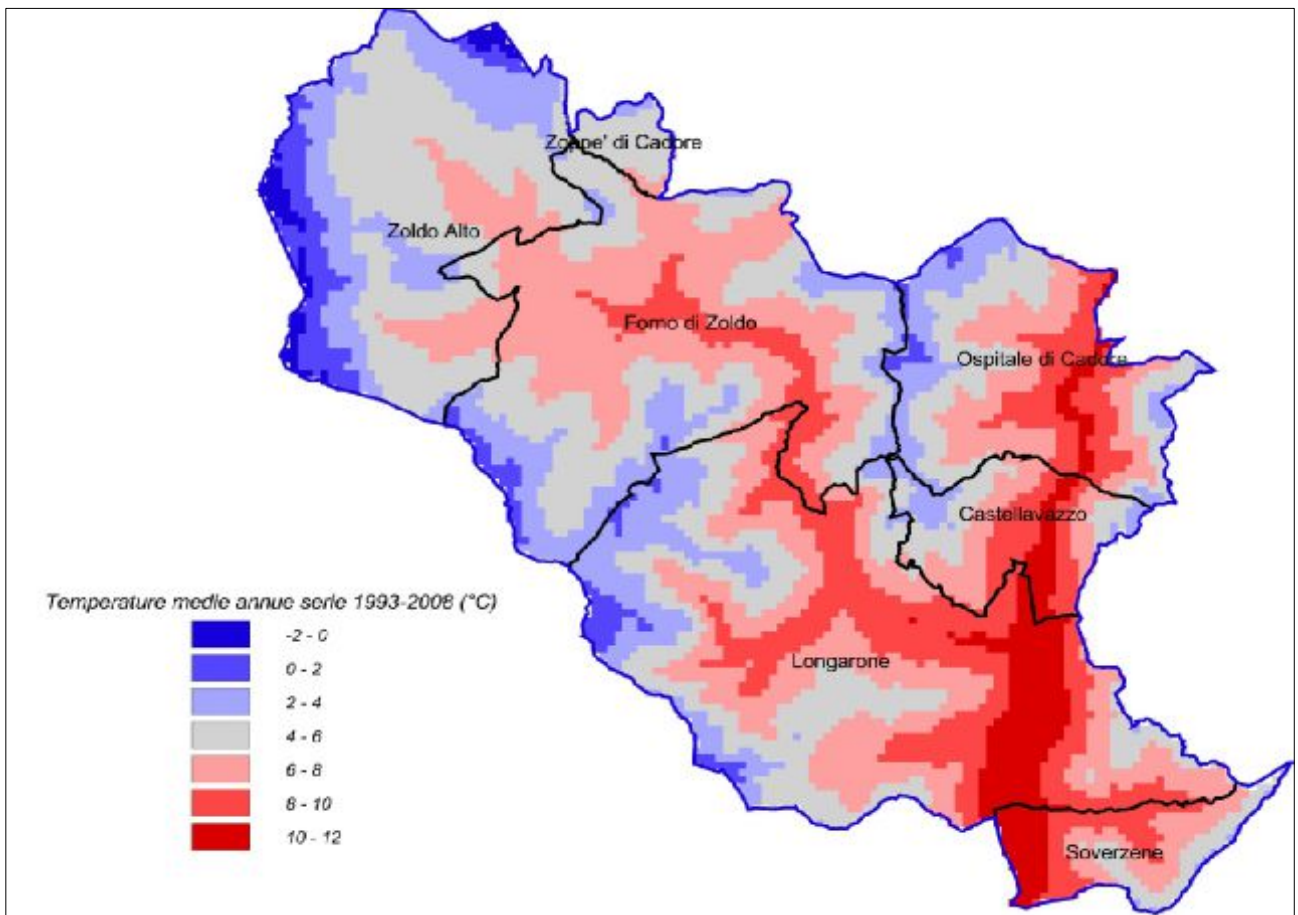 Zoppe' di Cadore
Zoldo Alto
Forno di Zoldo
Ospitale di Cadore
Castellavazzo
Longarone
Soverzene
Temperature medie annue serie 1993-2008 (°C)
-2 - 0
0 - 2
2 - 4
4 - 6
6 - 8
8 - 10
10 - 12